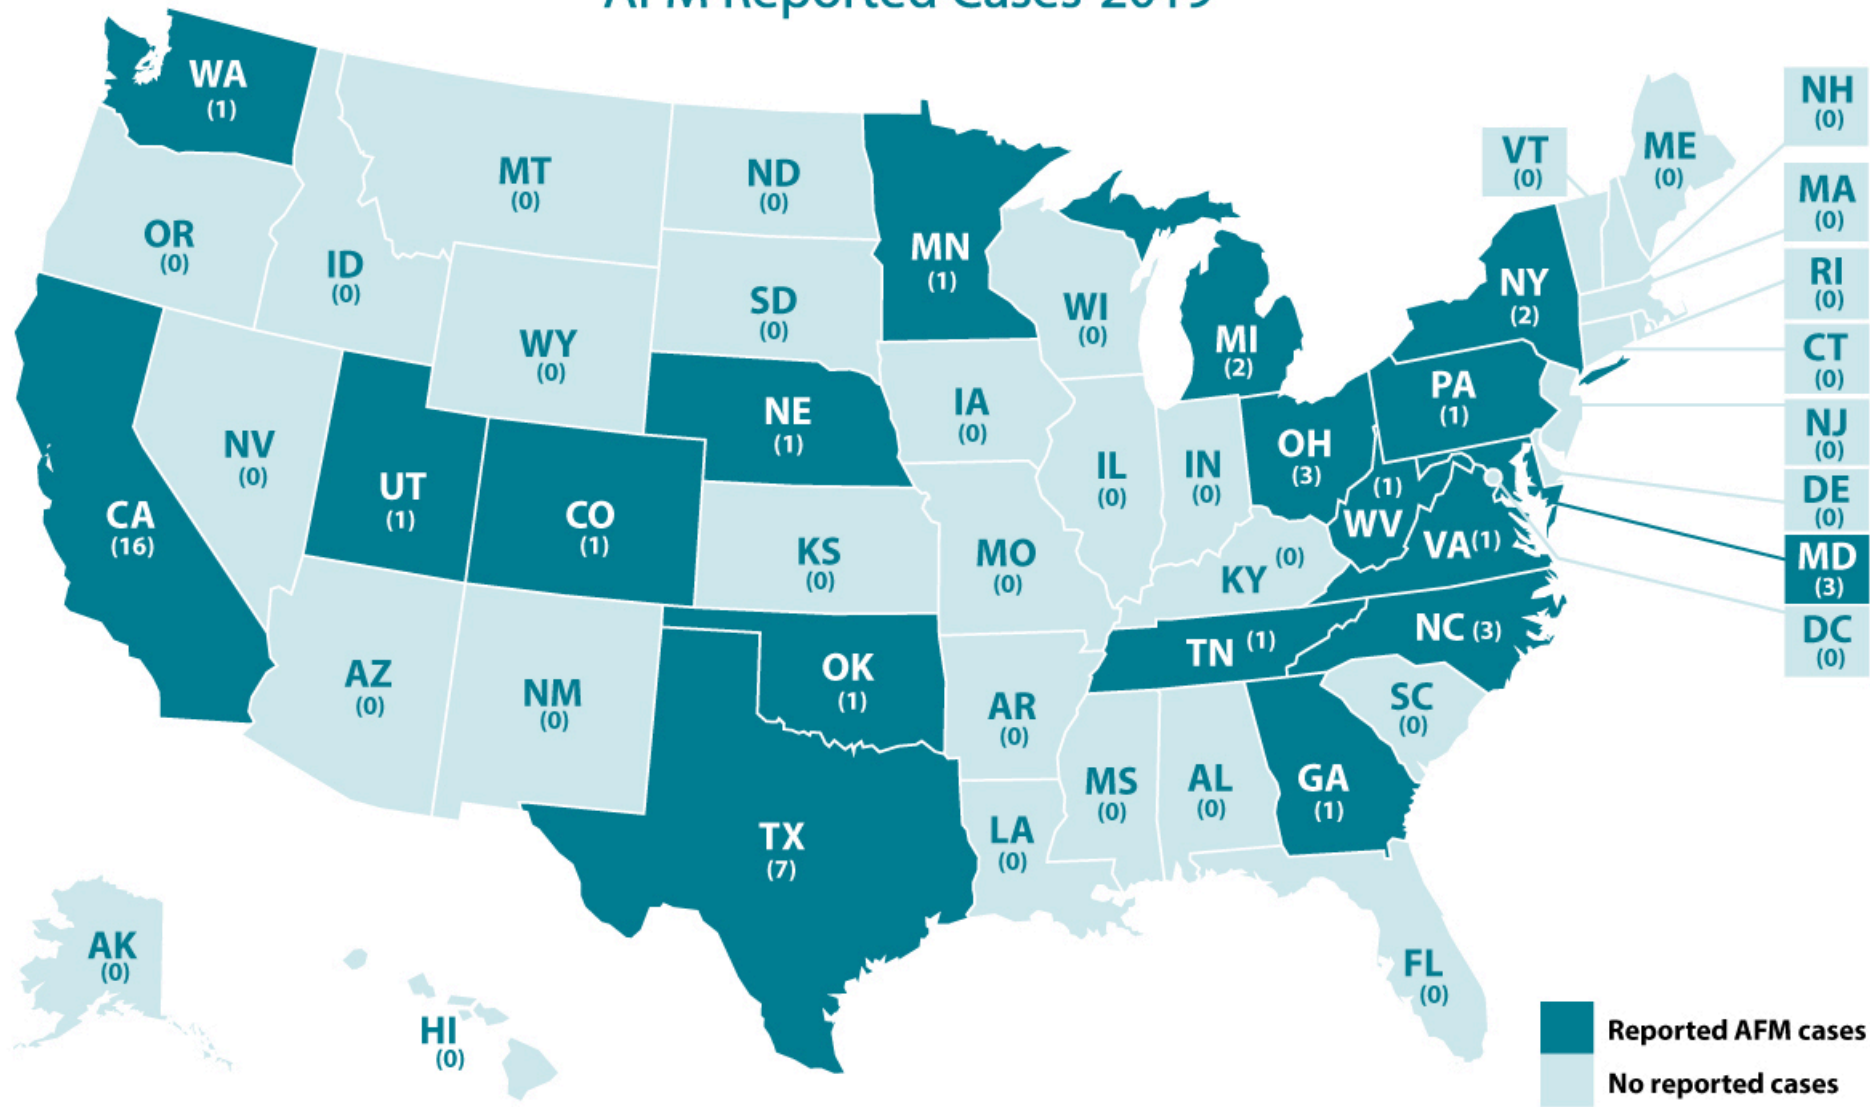 AFM Reported Cases 2019
WA
(1)
MT
(0)
ND
(0)
MN
(1)
OR
(0)
ID
(0)
WY
(0)
SD
(0)
WI
(0)
MI
(2)
NY
(2)
VT
(0)
ME
(0)
NH
(0)
MA
(0)
RI
(0)
CT
(0)
NJ
(0)
DE
(0)
MD
(3)
DC
(0)
PA
(1)
NE
(1)
IA
(0)
IL
(0)
IN
(0)
OH
(3)
(1)
WV
VA(1)
CA
(16)
NV
(0)
UT
(1)
CO
(1)
KS
(0)
MO
(0)
KY (0)
TN (1)
NC (3)
AZ
(0)
NM
(0)
OK
(1)
AR
(0)
SC
(0)
TX
(7)
LA
(0)
MS
(0)
AL
(0)
GA
(1)
FL
(0)
AK
(0)
HI
(0)
Reported AFM cases
No reported cases